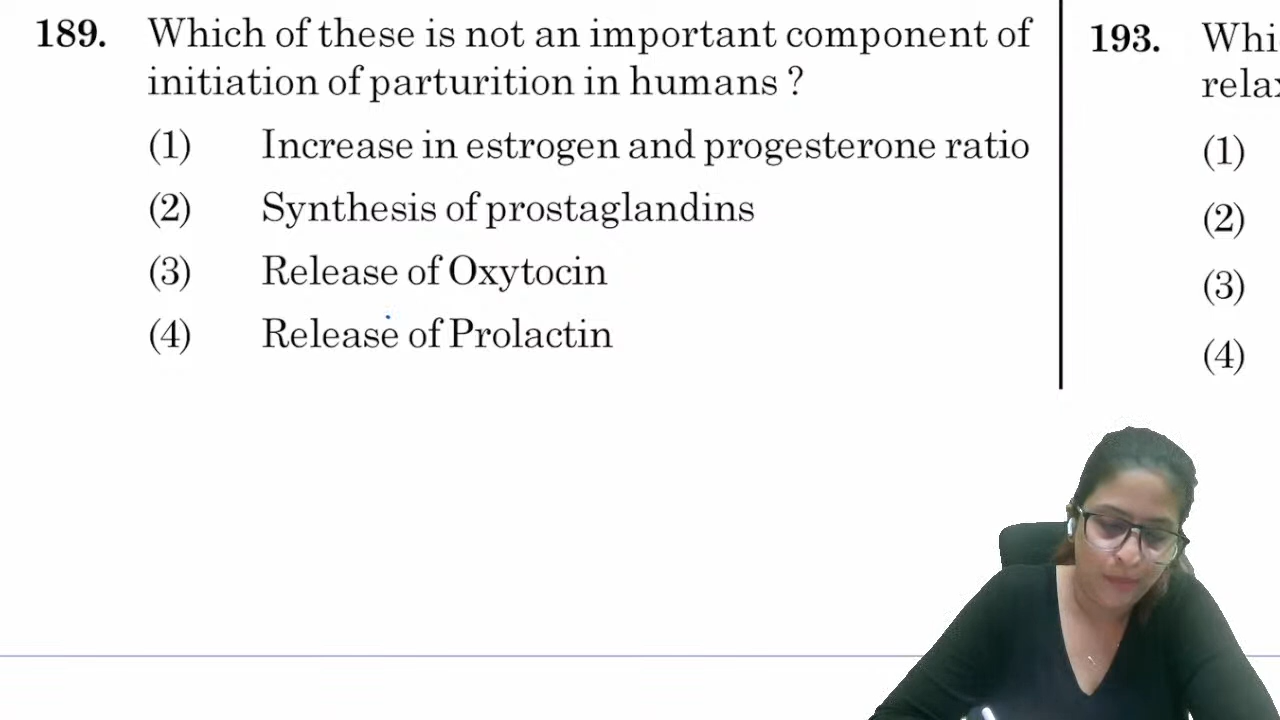 189. Which of these is not an important component of
initiation of parturition in humans ?
(1) Increase in estrogen and progesterone ratio
(2) Synthesis of prostaglandins
(3) Release of Oxytocin
(4) Release of Prolactin
193.
(1)
(2)
(3)
(4)